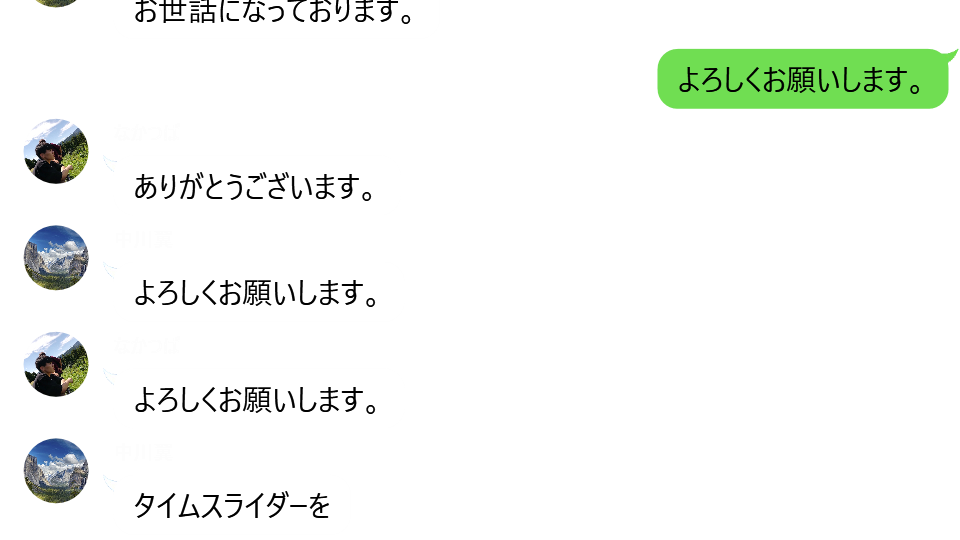 お世話になっております。
よろしくお願いします。
ありがとうございます。
よろしくお願いします。
よろしくお願いします。
タイムスライダーを